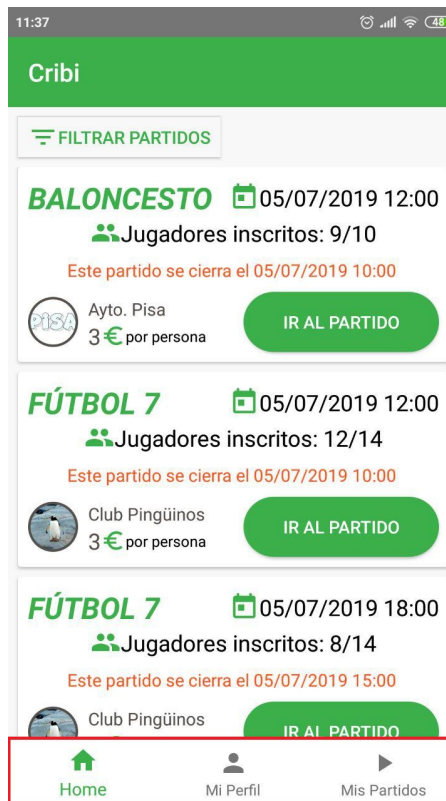 11:37 48
Cribi
FILTRAR PARTIDOS
BALONCESTO 05/07/2019 12:00
Jugadores inscritos: 9/10
Este partido se cierra el 05/07/2019 10:00
PISA
Ayto. Pisa
3 € por persona
IR AL PARTIDO
FÚTBOL 7 05/07/2019 12:00
Jugadores inscritos: 12/14
Este partido se cierra el 05/07/2019 10:00
Club Pingüinos
3 € por persona
IR AL PARTIDO
FÚTBOL 7 05/07/2019 18:00
Jugadores inscritos: 8/14
Este partido se cierra el 05/07/2019 15:00
Club Pingüinos
IR AL PARTIDO
Home Mi Perfil Mis Partidos